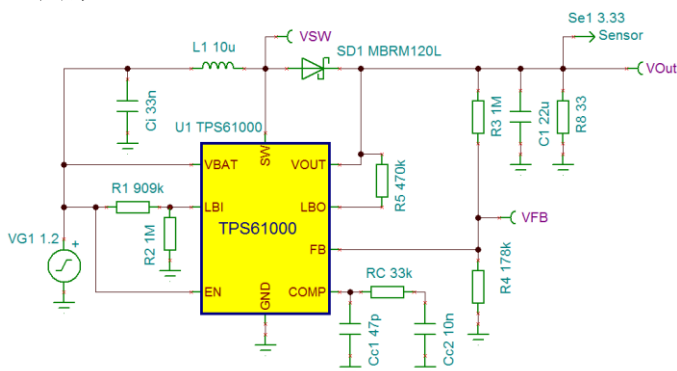 Se1 3.33
Sensor
VSW
L1 10u
SD1 MBRM120L
VOut
Ci 33n
R3 1M
C1 22u
R8 33
U1 TPS61000
SW
VBAT
VOUT
R1 909k
R5 470k
LBI
LBO
VFB
TPS61000
VG1 1.2
+
R2 1M
FB
RC 33k
R4 178k
EN
GND
COMP
Cc1 47p
Cc2 10n